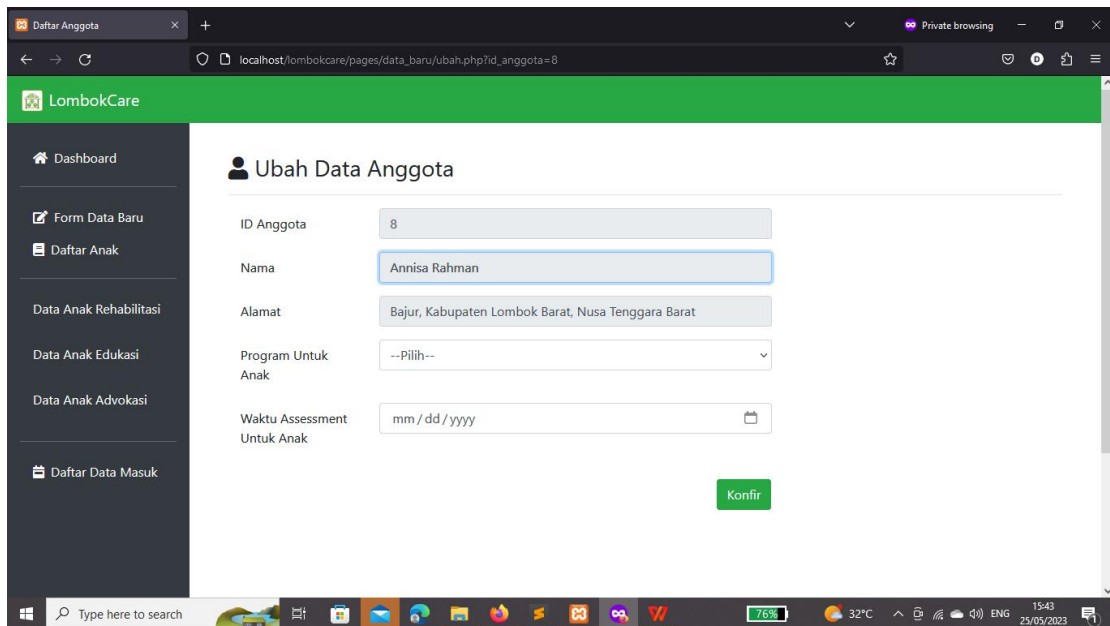 Daftar Anggota
Private browsing
localhost/lombokcare/pages/data_baru/ubah.php?id_anggota=8
LombokCare
Dashboard
Form Data Baru
Daftar Anak
Data Anak Rehabilitasi
Data Anak Edukasi
Data Anak Advokasi
Daftar Data Masuk
Ubah Data Anggota
ID Anggota
8
Nama
Annisa Rahman
Alamat
Bajur, Kabupaten Lombok Barat, Nusa Tenggara Barat
Program Untuk
Anak
--Pilih--
Waktu Assessment
Untuk Anak
mm / dd / yyyy
Konfir
Type here to search
76%
32°C
ENG
15:43
25/05/2023